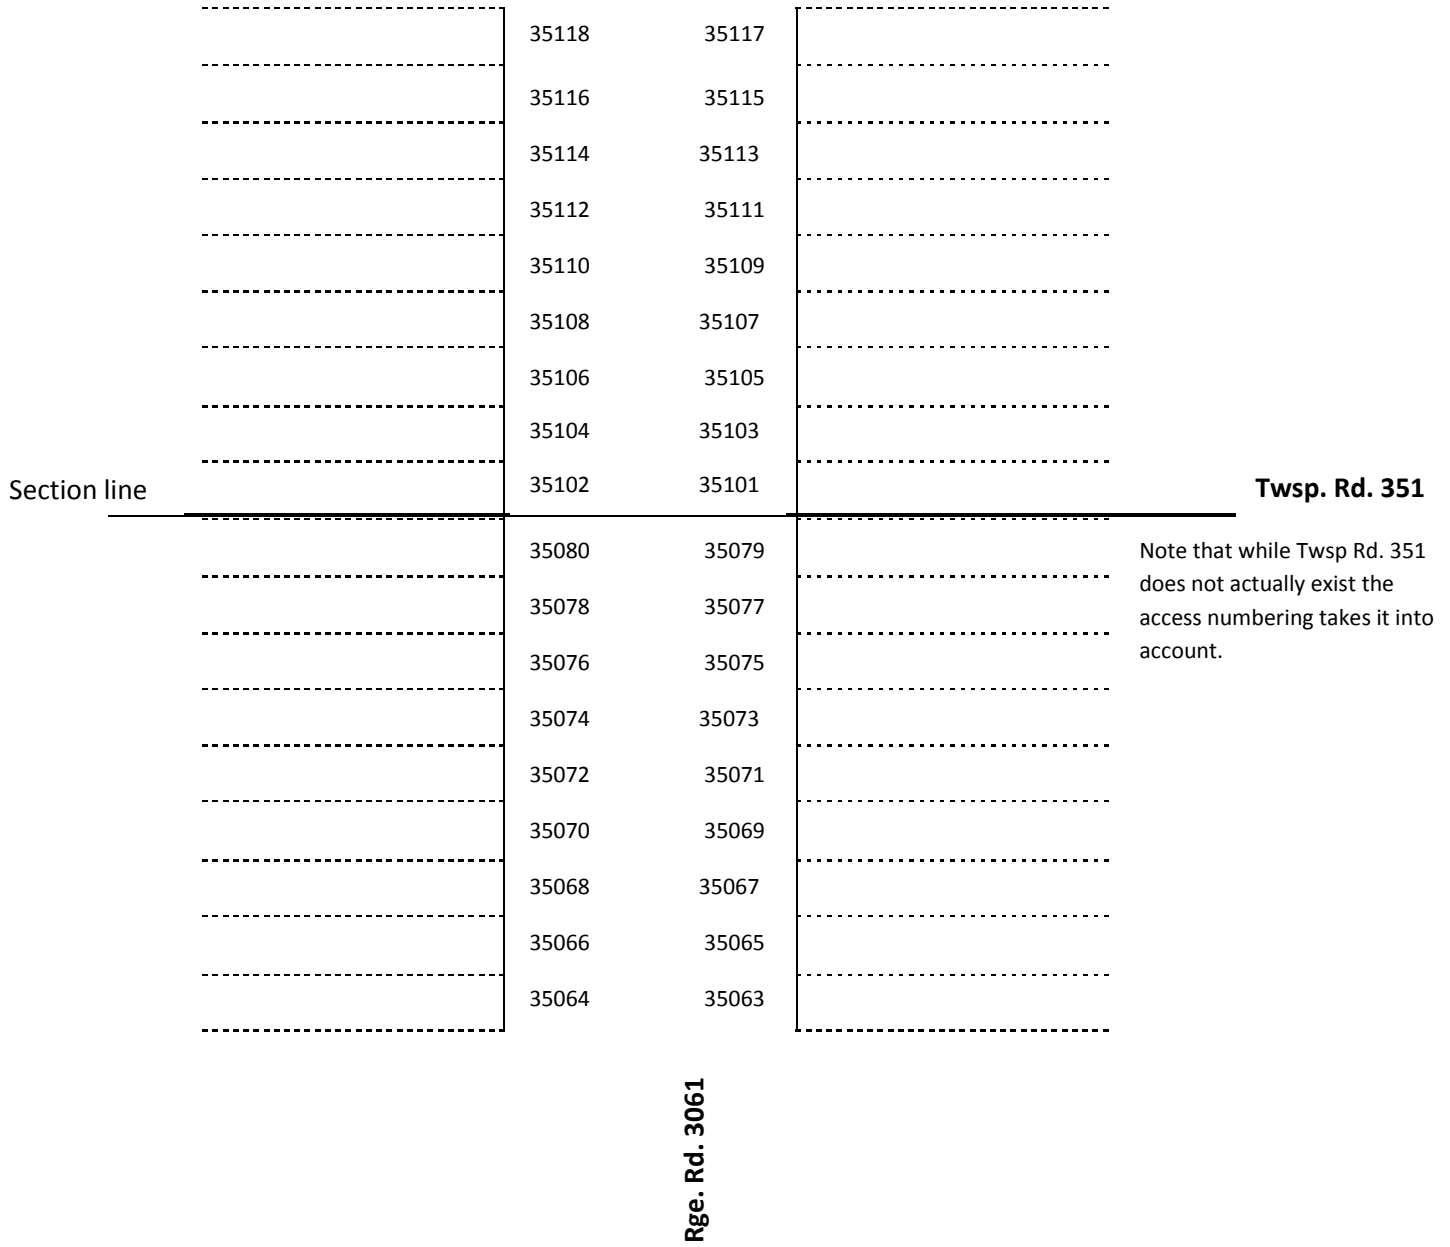 35118 35117
35116 35115
35114 35113
35112 35111
35110 35109
35108 35107
35106 35105
35104 35103
35102 35101
Section line
Twsp. Rd. 351
35080 35079
35078 35077
35076 35075
35074 35073
35072 35071
35070 35069
35068 35067
35066 35065
35064 35063
Note that while Twsp Rd. 351
does not actually exist the
access numbering takes it into
account.
Rge. Rd. 3061